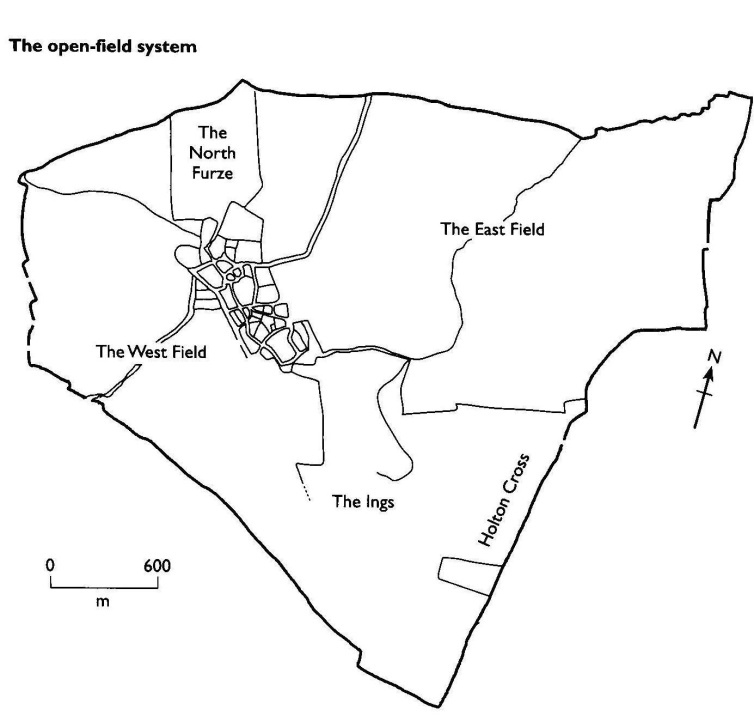 The open-field system
The
North
Furze
The East Field
The West Field
N
Holton Cross
The Ings
0 600
m